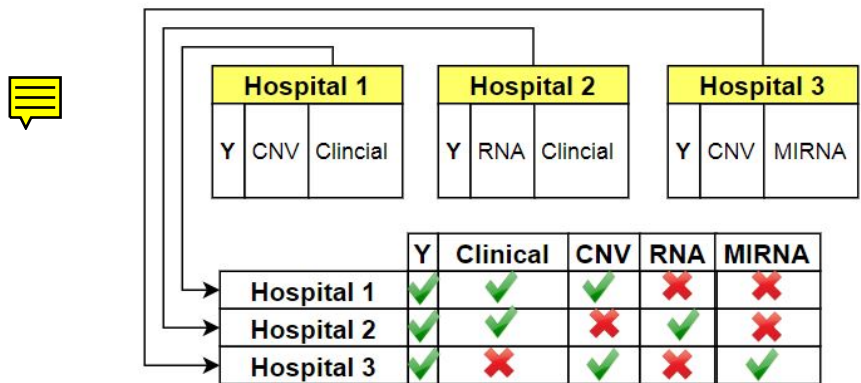 Hospital 1 Hospital 2 Hospital 3
Y CNV Clincial Y RNA Clincial Y CNV MIRNA
Y Clinical CNV RNA MIRNA
Hospital 1
Hospital 2
Hospital 3